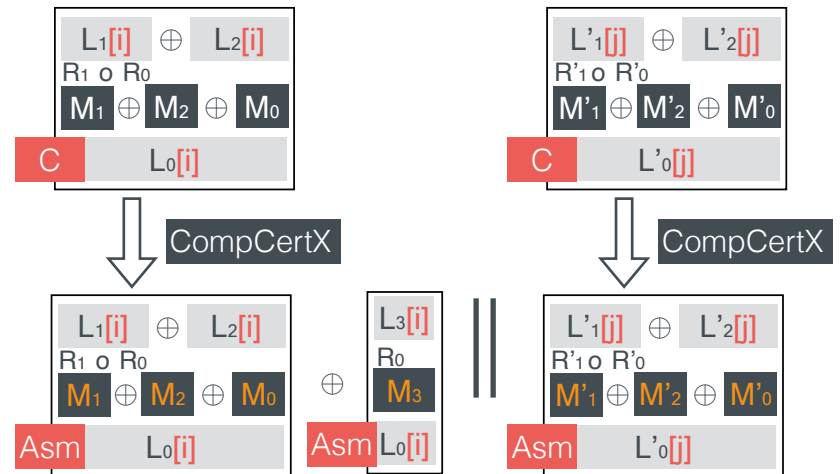 L₁[i] ⊕ L₂[i]
R₁ o R₀
M₁ ⊕ M₂ ⊕ M₀
C L₀[i]
L'₁[j] ⊕ L'₂[j]
R'₁ o R'₀
M'₁ ⊕ M'₂ ⊕ M'₀
C L'₀[j]
CompCertX
CompCertX
L₁[i] ⊕ L₂[i]
R₁ o R₀
M₁ ⊕ M₂ ⊕ M₀
Asm L₀[i]
⊕
L₃[i]
R₀
M₃
Asm L₀[i]
L'₁[j] ⊕ L'₂[j]
R'₁ o R'₀
M'₁ ⊕ M'₂ ⊕ M'₀
Asm L'₀[j]